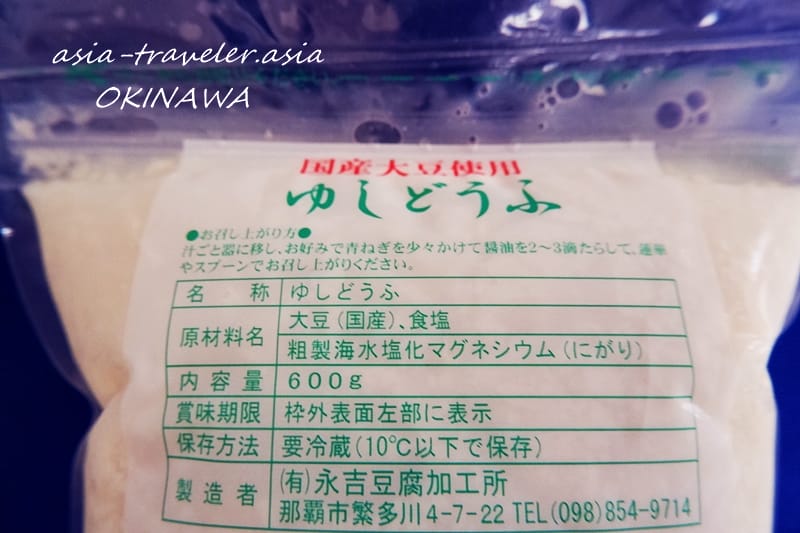 asia-traveler.asia
OKINAWA
国産大豆使用
ゆしどうふ
●お召し上がり方●
汁ごと器に移し、お好みで青ねぎを少々かけて醤油を2〜3滴たらして、蓮華
やスプーンでお召し上がりください。
名 称 ゆしどうふ
原材料名 大豆(国産)、食塩
粗製海水塩化マグネシウム(にがり)
内容量 600g
賞味期限 枠外表面左部に表示
保存方法 要冷蔵(10℃以下で保存)
製造者 (有)永吉豆腐加工所
那覇市繁多川4-7-22 TEL(098)854-9714